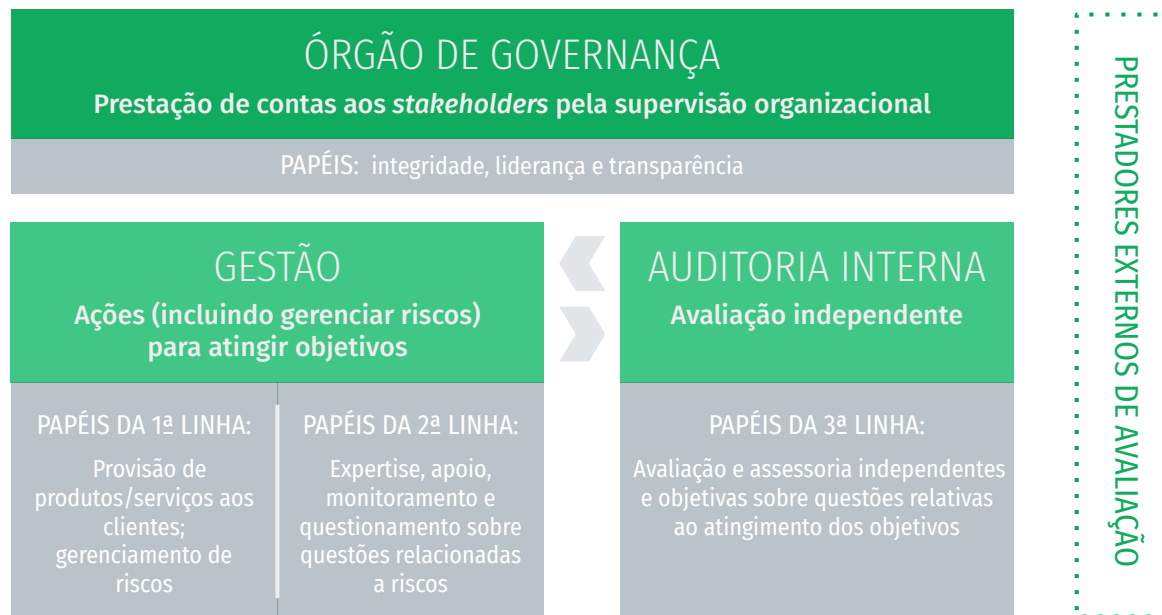 ÓRGÃO DE GOVERNANÇA
Prestação de contas aos stakeholders pela supervisão organizacional
PAPÉIS: integridade, liderança e transparência
GESTÃO
Ações (incluindo gerenciar riscos)
para atingir objetivos
PAPÉIS DA 1ª LINHA:
Provisão de
produtos/serviços aos
clientes;
gerenciamento de
riscos
PAPÉIS DA 2ª LINHA:
Expertise, apoio,
monitoramento e
questionamento sobre
questões relacionadas
a riscos
AUDITORIA INTERNA
Avaliação independente
PAPÉIS DA 3ª LINHA:
Avaliação e assessoria independentes
e objetivas sobre questões relativas
ao atingimento dos objetivos
PRESTADORES EXTERNOS DE AVALIAÇÃO